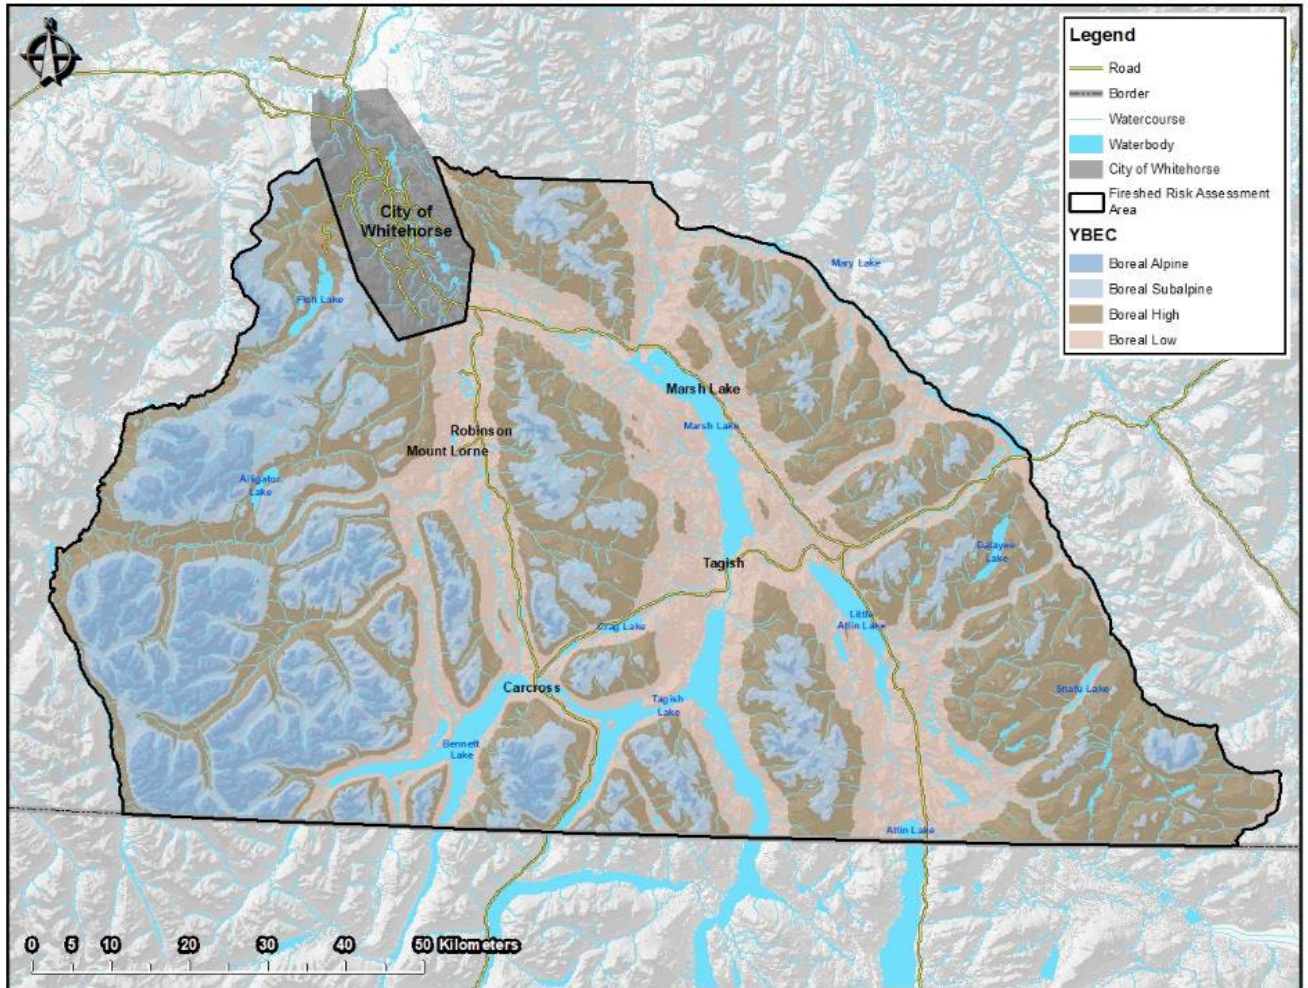 Legend
Road
Border
Watercourse
Waterbody
City of Whitehorse
Fireshed Risk Assessment
Area
YBEC
Boreal Alpine
Boreal Subalpine
Boreal High
Boreal Low
City of
Whitehorse
Mary Lake
Fish Lake
Marsh Lake
Marsh Lake
Robinson
Mount Lorne
Alligator
Lake
Dalayee
Lake
Tagish
Little
Atlin Lake
Crag Lake
Carcross
Snafu Lake
Tagish
Lake
Bennett
Lake
Atlin Lake
0 5 10 20 30 40 50 Kilometers